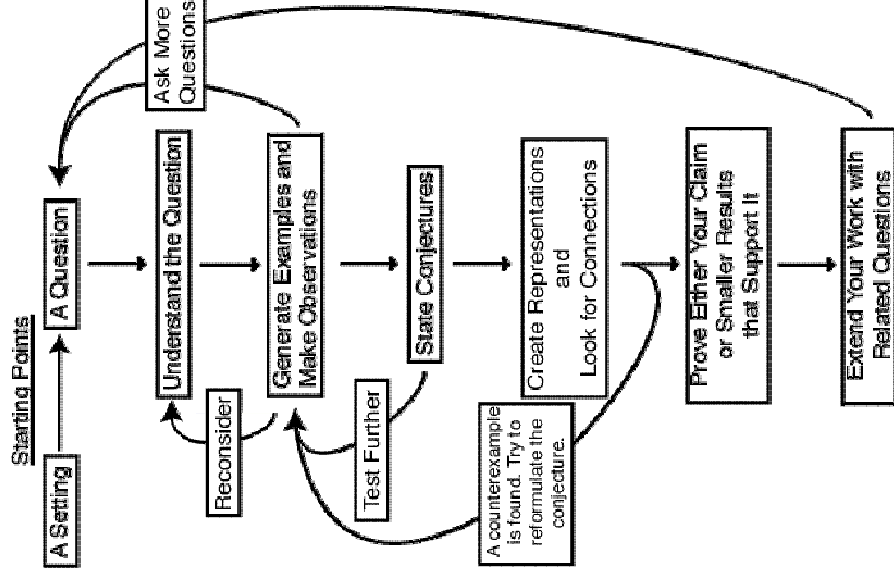 Starting Points
A Setting
A Question
Ask More
Questions
Understand the Question
Reconsider
Generate Examples and
Make Observations
Test Further
State Conjectures
Create Representations
and
Look for Connections
A counterexample
is found. Try to
reformulate the
conjecture.
Prove Either Your Claim
or Smaller Results
that Support It
Extend Your Work with
Related Questions